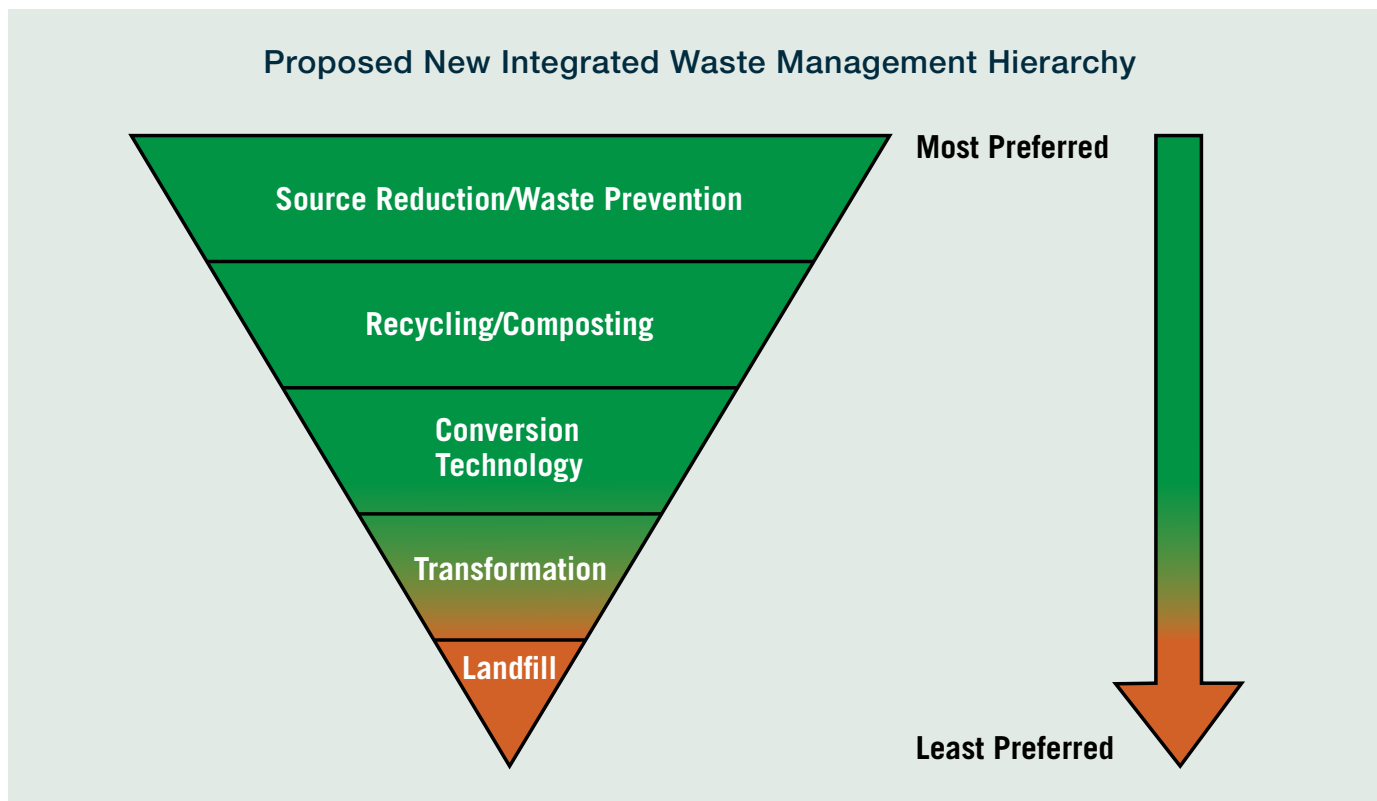 Proposed New Integrated Waste Management Hierarchy
Most Preferred
Source Reduction/Waste Prevention
Recycling/Composting
Conversion
Technology
Transformation
Landfill
Least Preferred